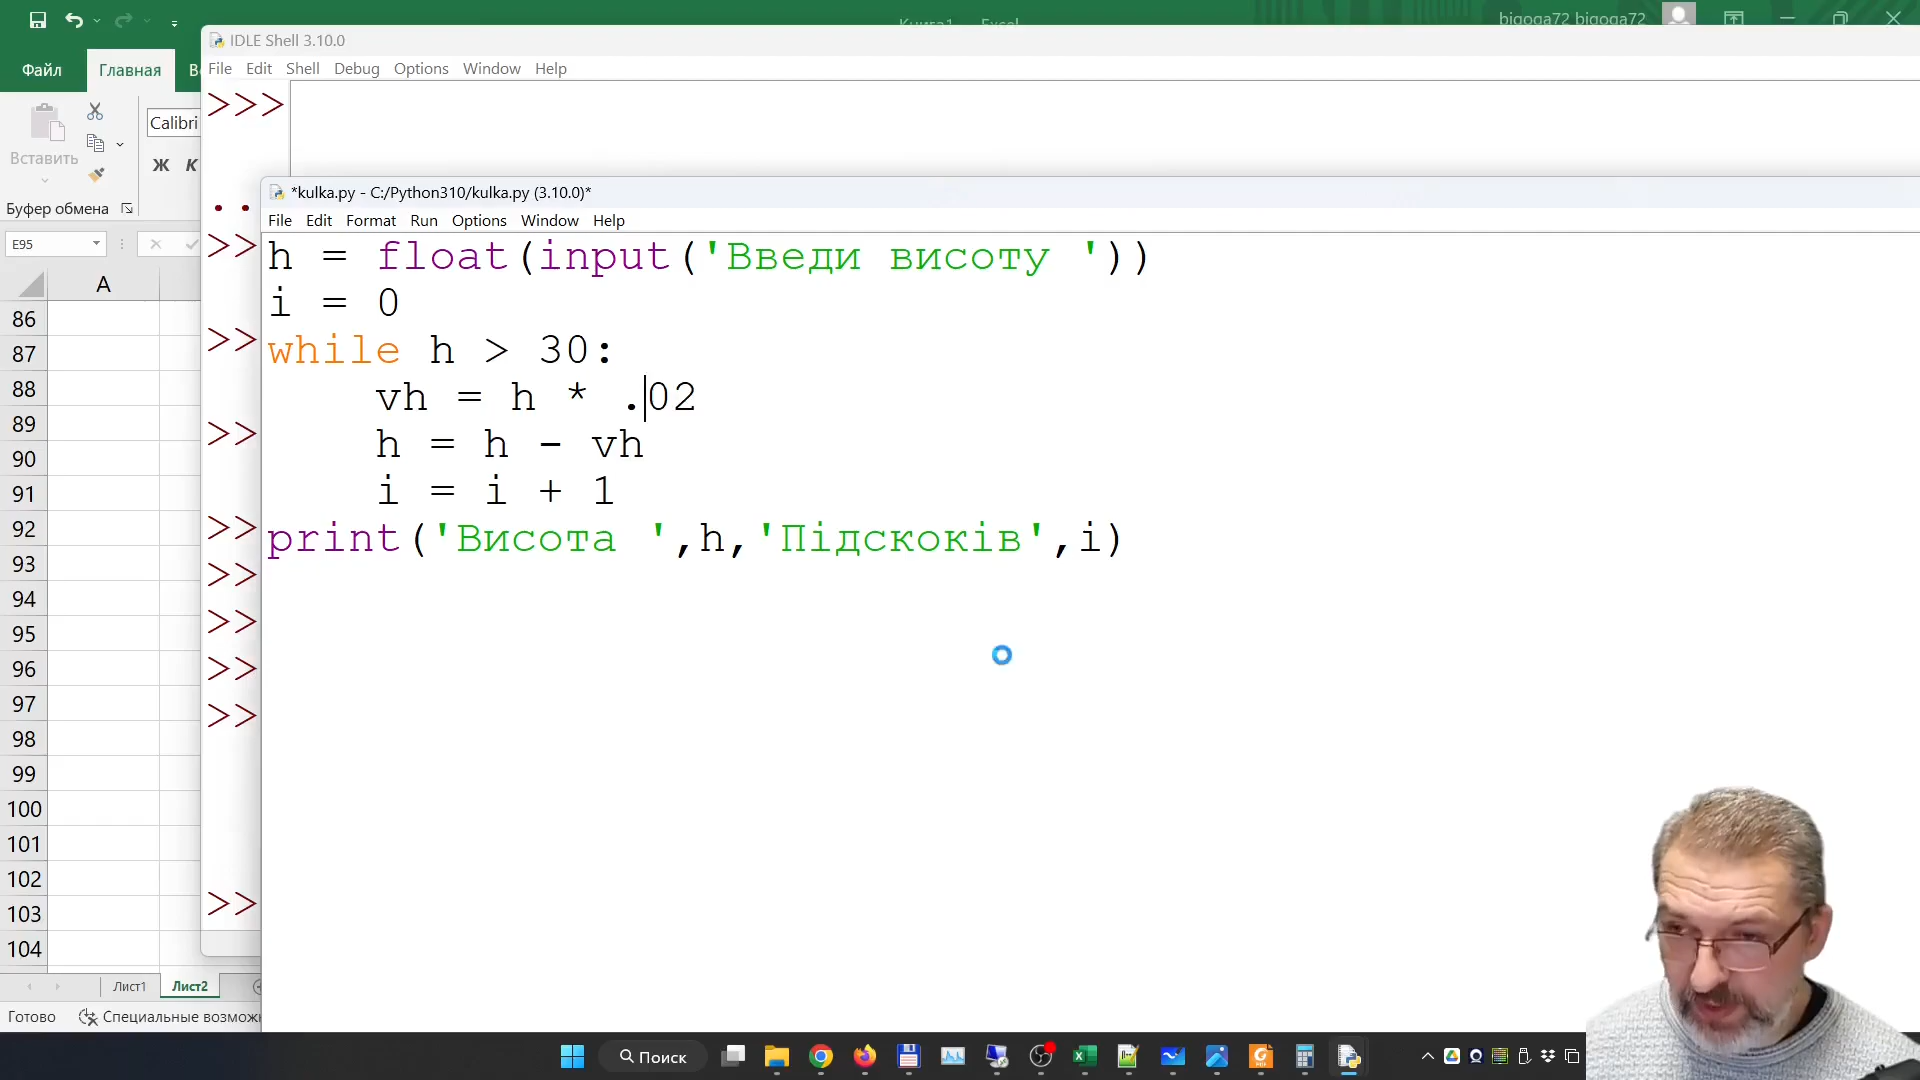 Книга1 - Excel
bigoga72 bigoga72
IDLE Shell 3.10.0
Файл
Главная
File Edit Shell Debug Options Window Help
>>>
Calibri
Вставить
Ж К
Буфер обмена
E95
A
86
87
88
89
90
91
92
93
94
95
96
97
98
99
100
101
102
103
104
>>
>>
>>
>>
>>
>>
>>
>>
>>
*kulka.py - C:/Python310/kulka.py (3.10.0)*
File Edit Format Run Options Window Help
h = float(input('Введи висоту '))
i = 0
while h > 30:
vh = h * .02
h = h - vh
i = i + 1
print('Висота ',h,'Підскоків',i)
Лист1 Лист2
Готово
Специальные
Поиск